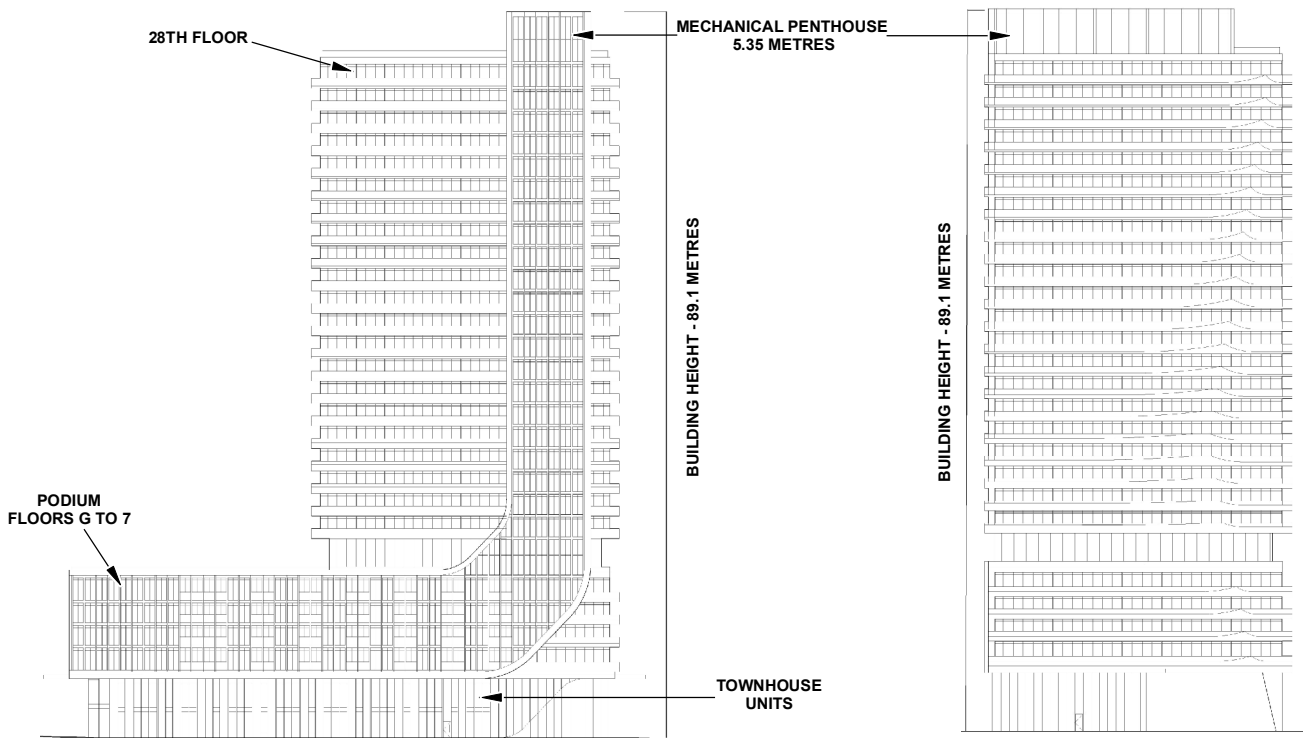 28TH FLOOR
MECHANICAL PENTHOUSE
5.35 METRES
BUILDING HEIGHT - 89.1 METRES
BUILDING HEIGHT - 89.1 METRES
PODIUM
FLOORS G TO 7
TOWNHOUSE
UNITS